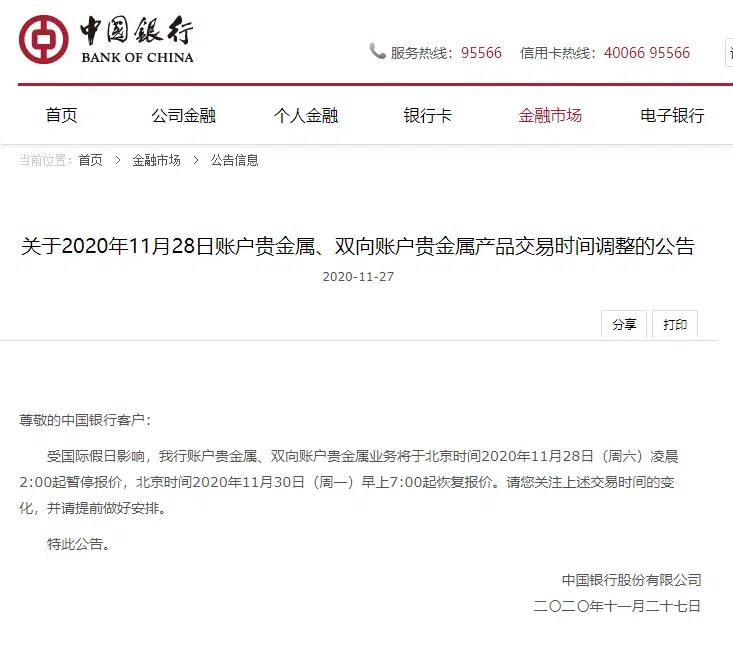 中国银行
BANK OF CHINA
服务热线：95566 信用卡热线：40066 95566
首页 公司金融 个人金融 银行卡 金融市场 电子银行
当前位置：首页 > 金融市场 > 公告信息
关于2020年11月28日账户贵金属、双向账户贵金属产品交易时间调整的公告
2020-11-27
分享 打印
尊敬的中国银行客户：
受国际假日影响，我行账户贵金属、双向账户贵金属业务将于北京时间2020年11月28日（周六）凌晨
2:00起暂停报价，北京时间2020年11月30日（周一）早上7:00起恢复报价。请您关注上述交易时间的变
化，并请提前做好安排。
特此公告。
中国银行股份有限公司
二〇二〇年十一月二十七日